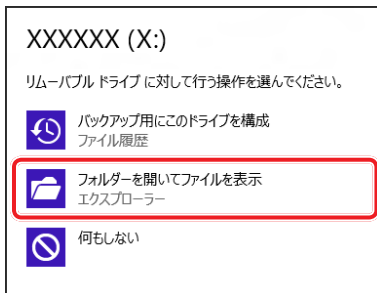 XXXXXX (X:)
リムーバブル ドライブ に対して行う操作を選んでください。
バックアップ用にこのドライブを構成
ファイル履歴
フォルダーを開いてファイルを表示
エクスプローラー
何もしない